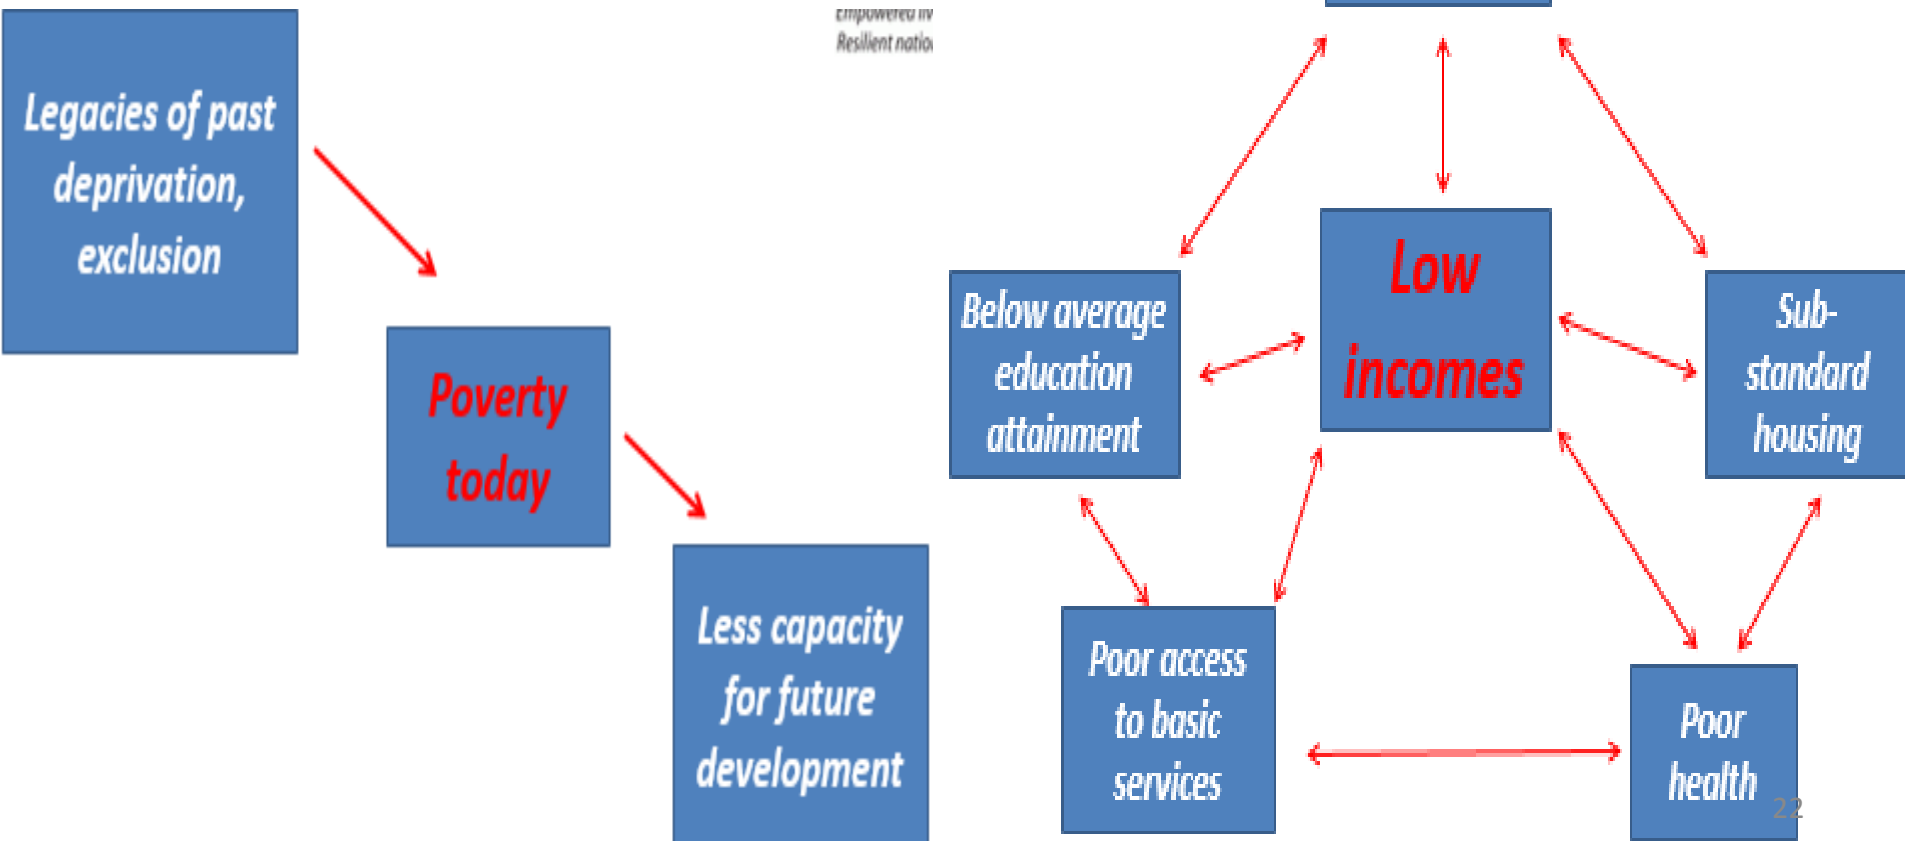 Legacies of past
deprivation,
exclusion
Poverty
today
Less capacity
for future
development
Empowered
Resilient
Low
incomes
Below average
education
attainment
Sub-
standard
housing
Poor access
to basic
services
Poor
health
22